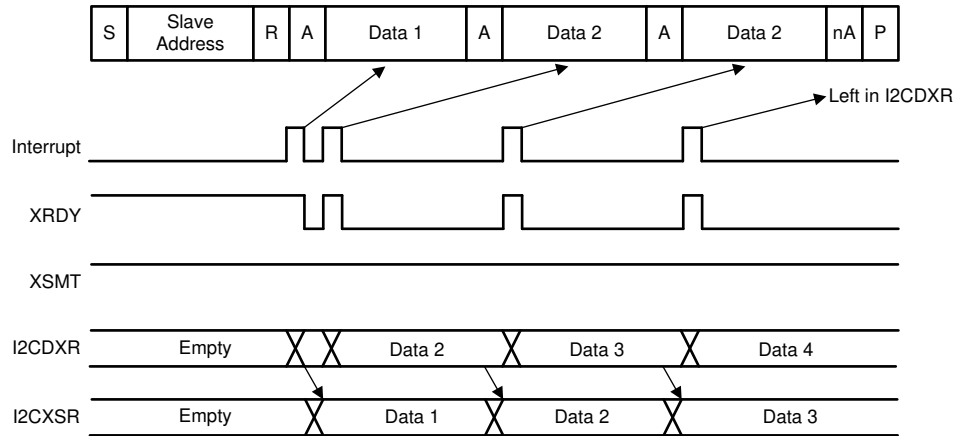 S Slave Address R A Data 1 A Data 2 A Data 2 nA P
Left in I2CDXR
Interrupt
XRDY
XSMT
I2CDXR Empty Data 2 Data 3 Data 4
I2CXSR Empty Data 1 Data 2 Data 3